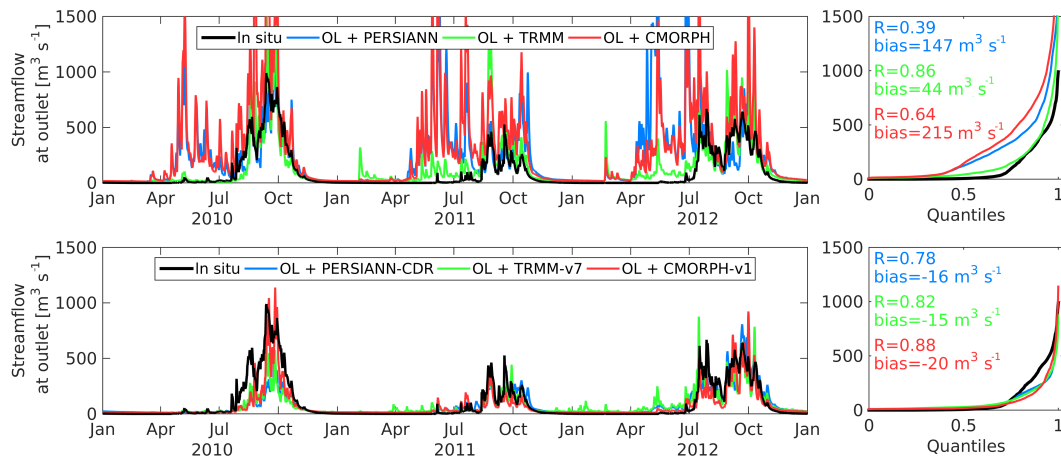 1500
1000
500
0
Streamflow
at outlet [m³ s⁻¹]
In situ OL + PERSIANN OL + TRMM OL + CMORPH
Jan Apr Jul Oct Jan Apr Jul Oct Jan Apr Jul Oct Jan
2010 2011 2012
1500
1000
500
0
R=0.39
bias=147 m³ s⁻¹
R=0.86
bias=44 m³ s⁻¹
R=0.64
bias=215 m³ s⁻¹
0 0.5 1
Quantiles
1500
1000
500
0
Streamflow
at outlet [m³ s⁻¹]
In situ OL + PERSIANN-CDR OL + TRMM-v7 OL + CMORPH-v1
Jan Apr Jul Oct Jan Apr Jul Oct Jan Apr Jul Oct Jan
2010 2011 2012
1500
1000
500
0
R=0.78
bias=-16 m³ s⁻¹
R=0.82
bias=-15 m³ s⁻¹
R=0.88
bias=-20 m³ s⁻¹
0 0.5 1
Quantiles